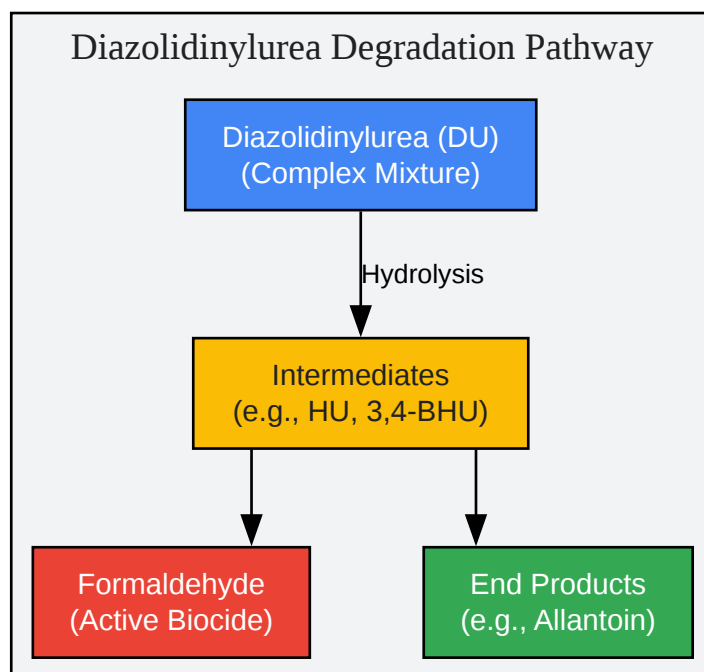 Diazolidinylurea Degradation Pathway
Diazolidinylurea (DU)
(Complex Mixture)
Hydrolysis
Intermediates
(e.g., HU, 3,4-BHU)
Formaldehyde
(Active Biocide)
End Products
(e.g., Allantoin)